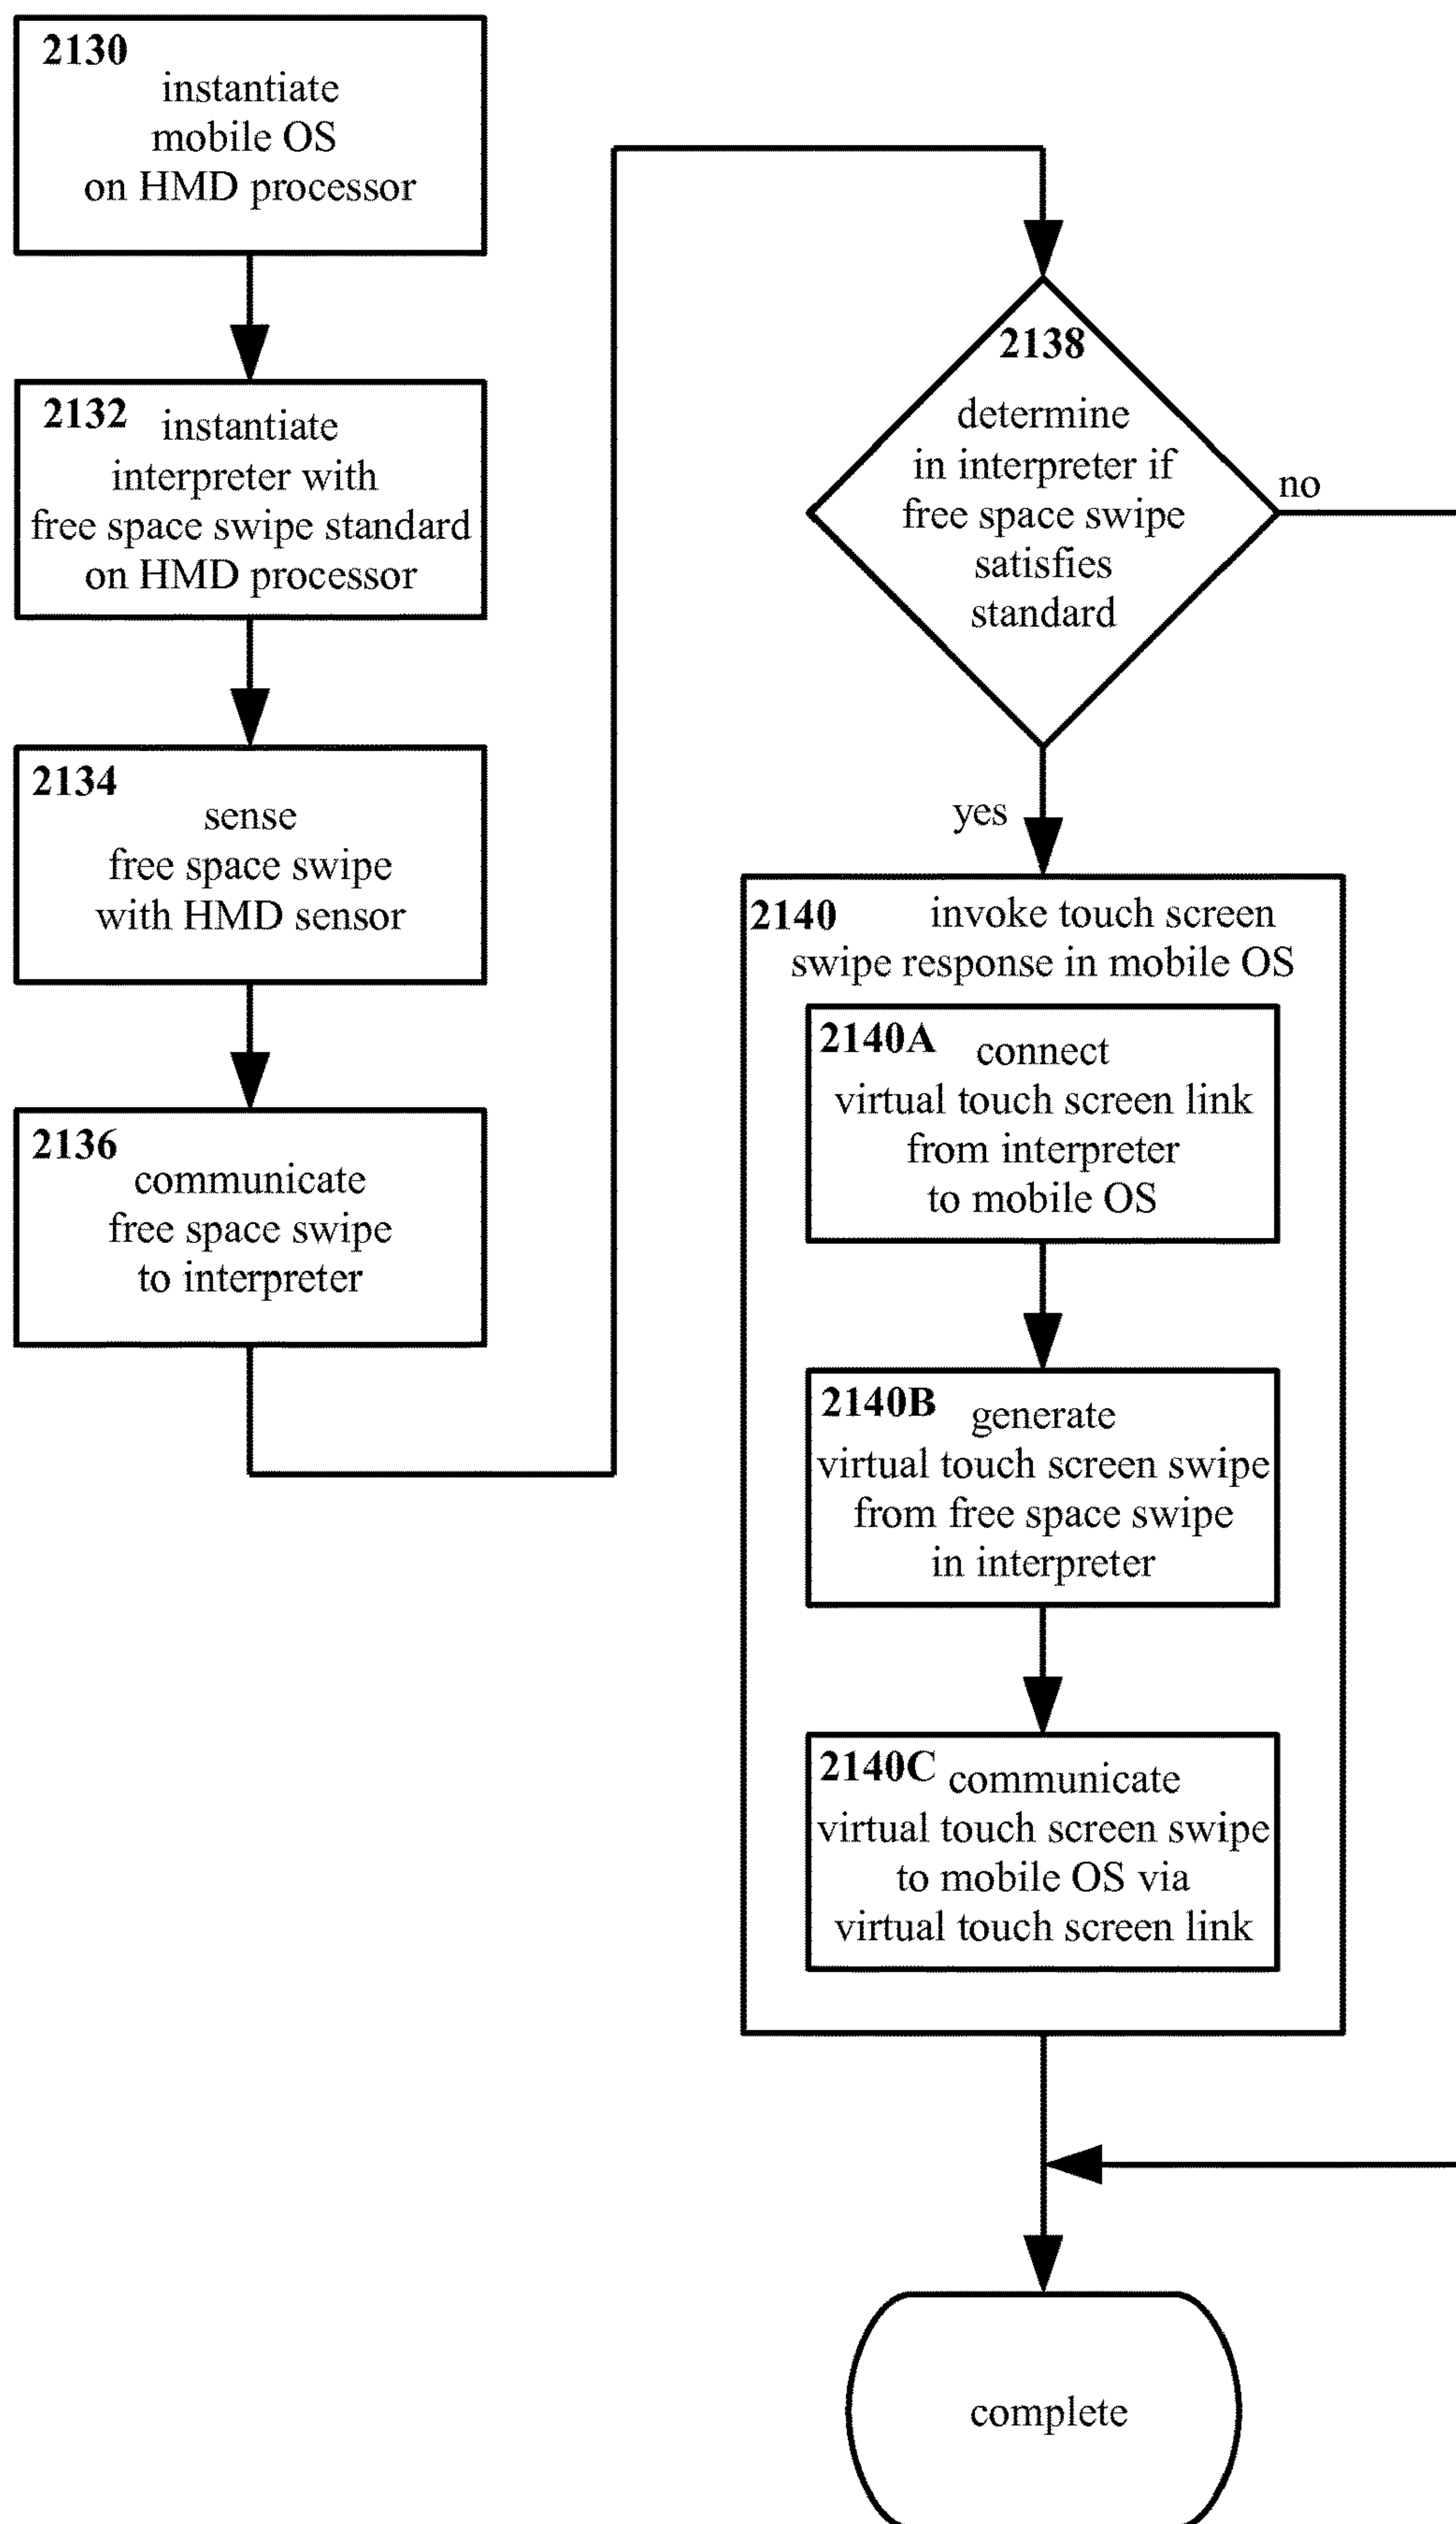 2130
instantiate
mobile OS
on HMD processor
2132 instantiate
interpreter with
free space swipe standard
on HMD processor
2134
sense
free space swipe
with HMD sensor
2136
communicate
free space swipe
to interpreter
2138
determine
in interpreter if
free space swipe
satisfies
standard
no
yes
2140 invoke touch screen
swipe response in mobile OS
2140A connect
virtual touch screen link
from interpreter
to mobile OS
2140B generate
virtual touch screen swipe
from free space swipe
in interpreter
2140C communicate
virtual touch screen swipe
to mobile OS via
virtual touch screen link
complete